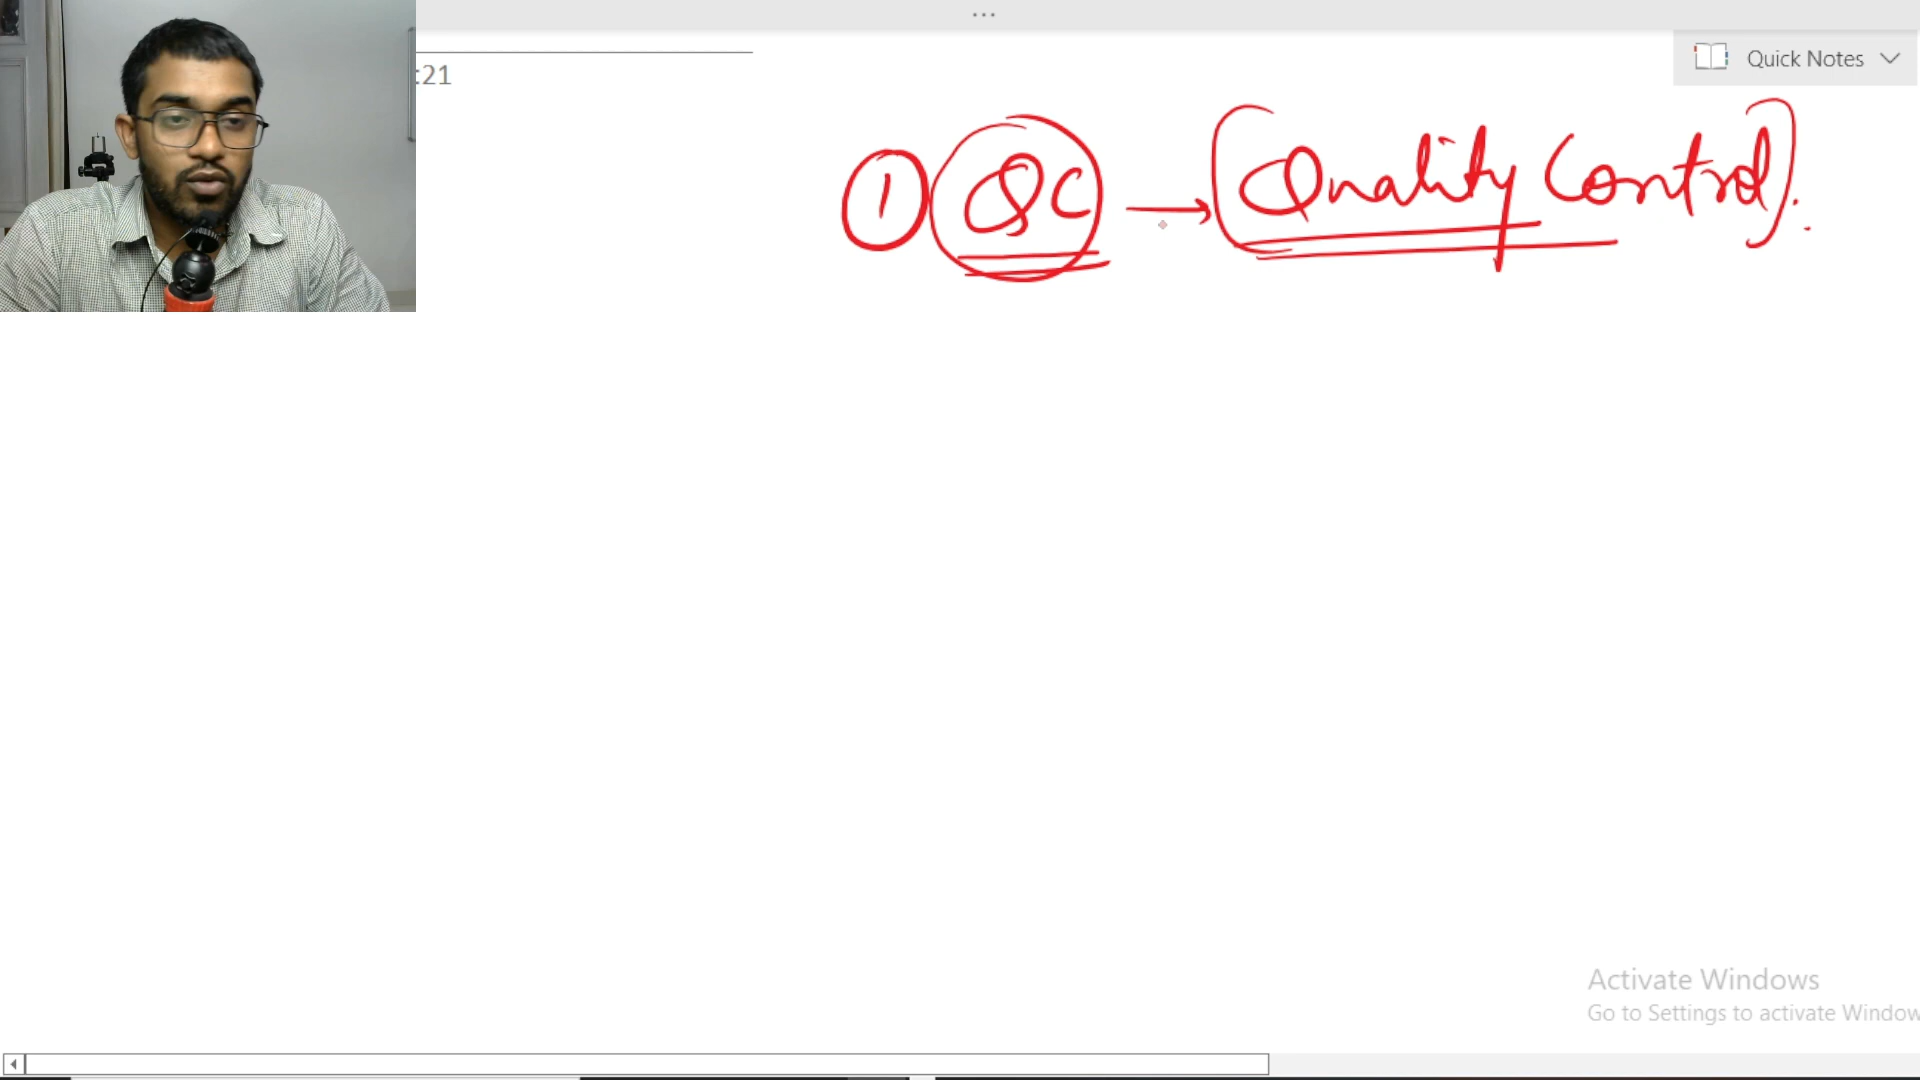 ...
Quick Notes
:21
① QC → (Quality Control).
Activate Windows
Go to Settings to activate Window